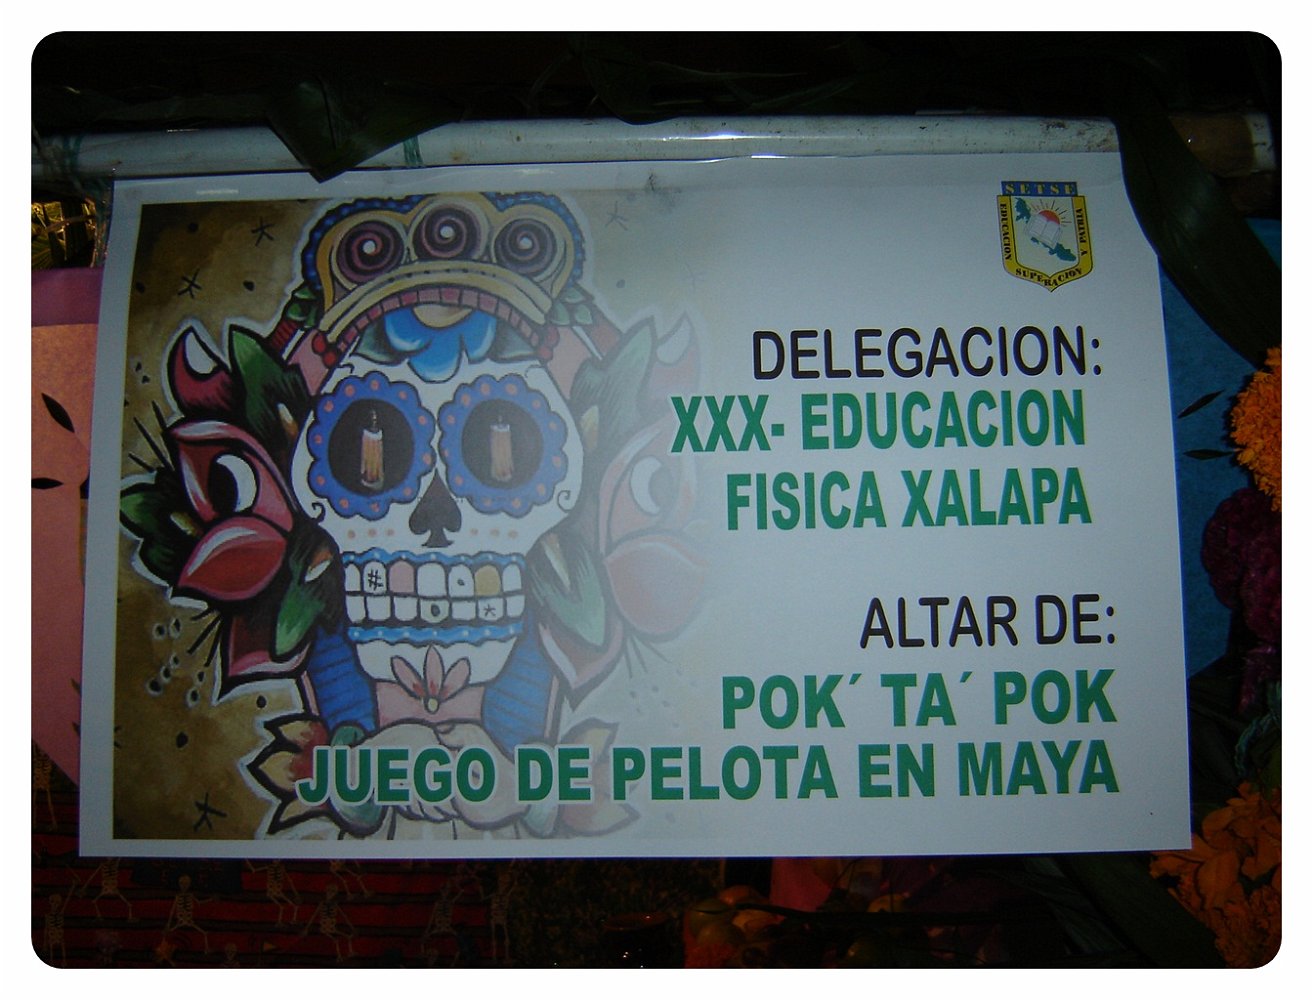 SETSE
EDUCACION
SUPERACION
Y PATRIA
DELEGACION:
XXX- EDUCACION
FISICA XALAPA
ALTAR DE:
POK´ TA´ POK
JUEGO DE PELOTA EN MAYA